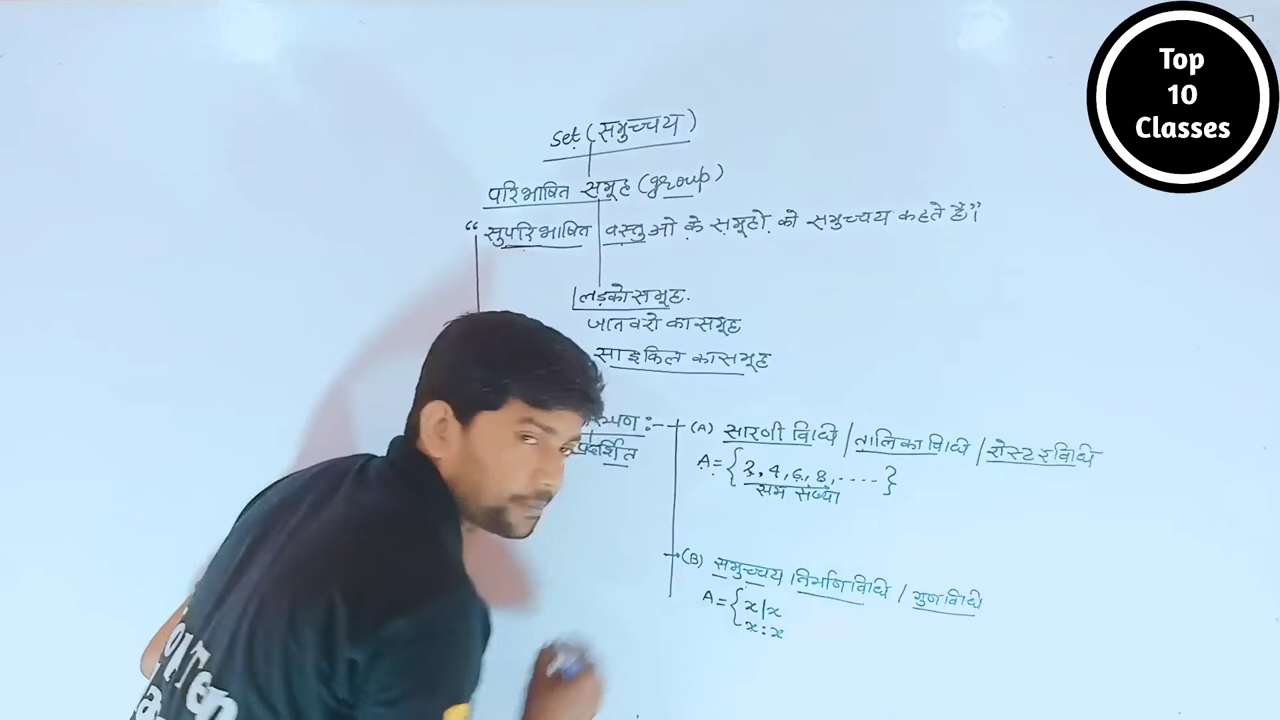 Top
10
Classes
Set (समुच्चय)
परिभाषित समूह (group)
“सुपरिभाषित वस्तुओ के समूहो को समुच्चय कहते है”।
लड़को समूह.
जानवरो का समूह
साइकिल का समूह
:- (A) सारणी विधि / तालिका विधि / रोस्टर विधि
प्रदर्शित
A = {2, 4, 6, 8, ---- }
सम संख्या
(B) समुच्चय निर्माण विधि / गुण विधि
A = { x/x
x : x